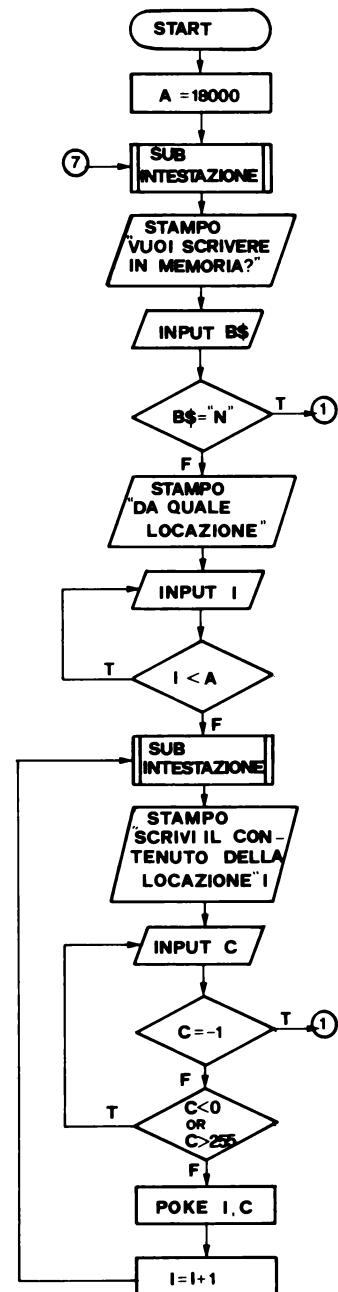 START
A =18000
7
SUB
INTESTAZIONE
STAMPO
"VUOI SCRIVERE
IN MEMORIA?"
INPUT B$
B$="N"
T
1
F
STAMPO
"DA QUALE
LOCAZIONE"
INPUT I
I < A
T
F
SUB
INTESTAZIONE
STAMPO
"SCRIVI IL CON-
TENUTO DELLA
LOCAZIONE" I
INPUT C
C=-1
T
1
F
C<0
OR
C>255
T
F
POKE I,C
I=I+1